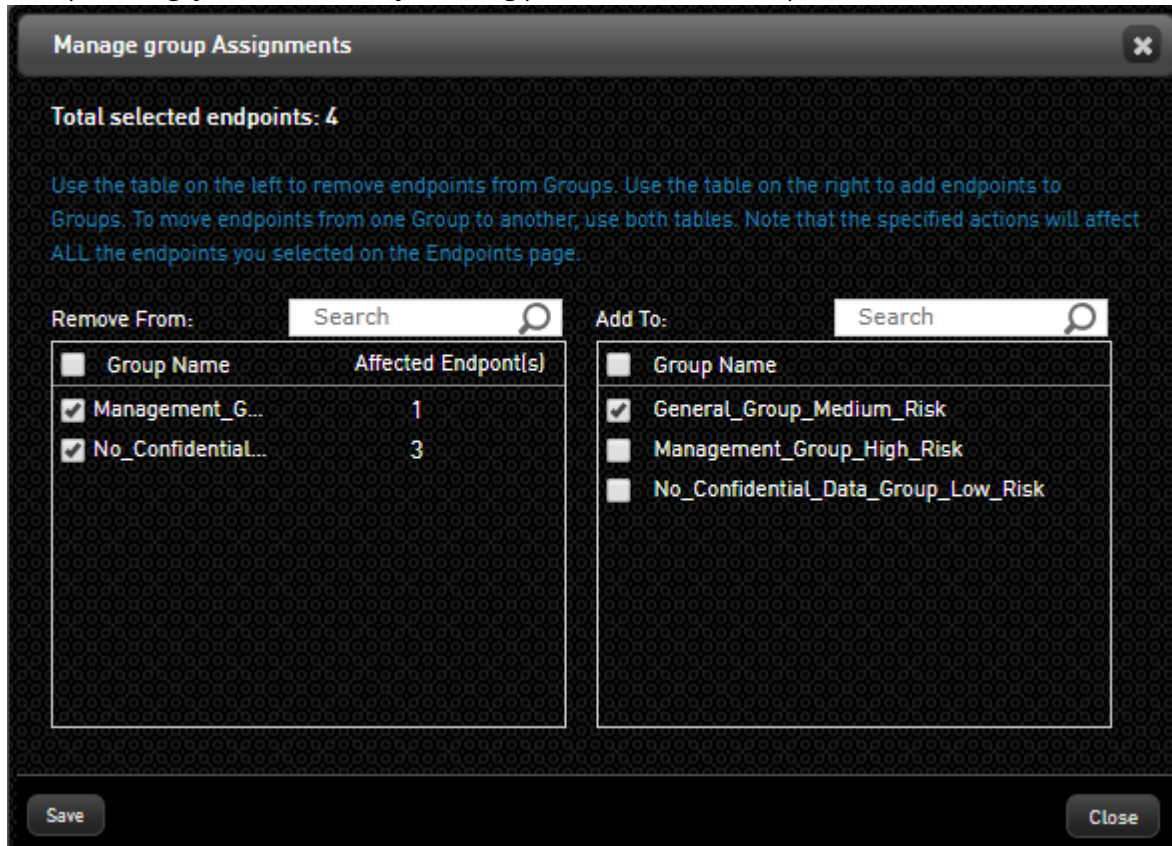 Manage group Assignments
Total selected endpoints: 4
Use the table on the left to remove endpoints from Groups. Use the table on the right to add endpoints to
Groups. To move endpoints from one Group to another, use both tables. Note that the specified actions will affect
ALL the endpoints you selected on the Endpoints page.
Remove From: Search
Group Name Affected Endpont(s)
Management_G... 1
No_Confidential... 3
Add To: Search
Group Name
General_Group_Medium_Risk
Management_Group_High_Risk
No_Confidential_Data_Group_Low_Risk
Save Close